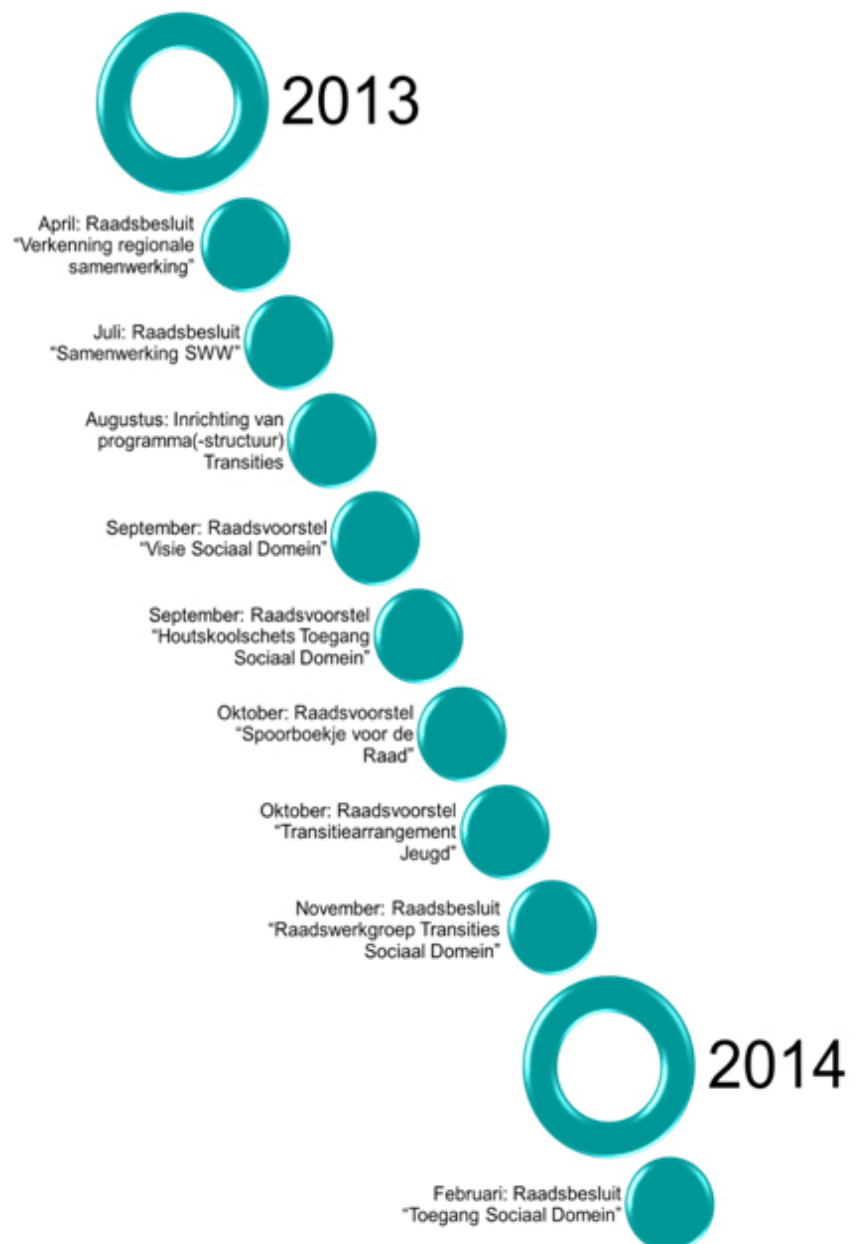 2013
April: Raadsbesluit
“Verkenning regionale
samenwerking”
Juli: Raadsbesluit
“Samenwerking SWW”
Augustus: Inrichting van
programma(-structuur)
Transities
September: Raadsvoorstel
“Visie Sociaal Domein”
September: Raadsvoorstel
“Houtskoolschets Toegang
Sociaal Domein”
Oktober: Raadsvoorstel
“Spoorboekje voor de
Raad”
Oktober: Raadsvoorstel
“Transitiearrangement
Jeugd”
November: Raadsbesluit
“Raadswerkgroep Transities
Sociaal Domein”
2014
Februari: Raadsbesluit
“Toegang Sociaal Domein”